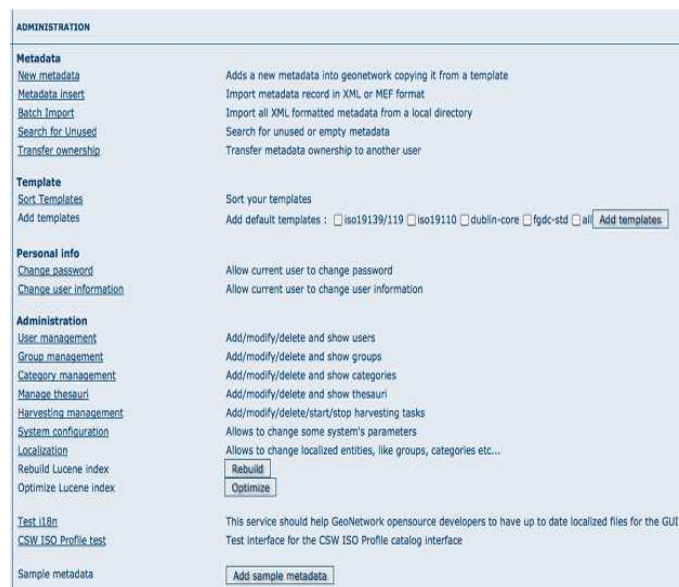 ADMINISTRATION
Metadata
New metadata Adds a new metadata into geonetwork copying it from a template
Metadata insert Import metadata record in XML or MEF format
Batch Import Import all XML formatted metadata from a local directory
Search for Unused Search for unused or empty metadata
Transfer ownership Transfer metadata ownership to another user
Template
Sort Templates Sort your templates
Add templates Add default templates : iso19139/119 iso19110 dublin-core fgdc-std all Add templates
Personal info
Change password Allow current user to change password
Change user information Allow current user to change user information
Administration
User management Add/modify/delete and show users
Group management Add/modify/delete and show groups
Category management Add/modify/delete and show categories
Manage thesauri Add/modify/delete and show thesauri
Harvesting management Add/modify/delete/start/stop harvesting tasks
System configuration Allows to change some system's parameters
Localization Allows to change localized entities, like groups, categories etc...
Rebuild Lucene index Rebuild
Optimize Lucene index Optimize
Test i18n This service should help GeoNetwork opensource developers to have up to date localized files for the GUI
CSW ISO Profile test Test interface for the CSW ISO Profile catalog interface
Sample metadata Add sample metadata